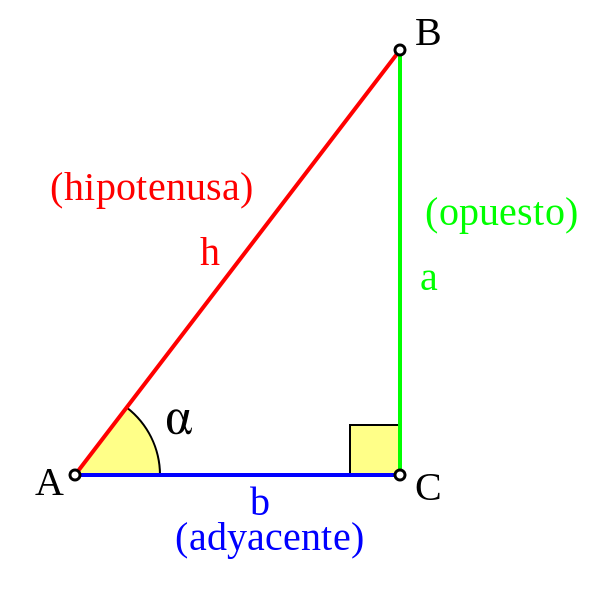 B
(hipotenusa)
(opuesto)
h
a
α
A
C
b
(adyacente)